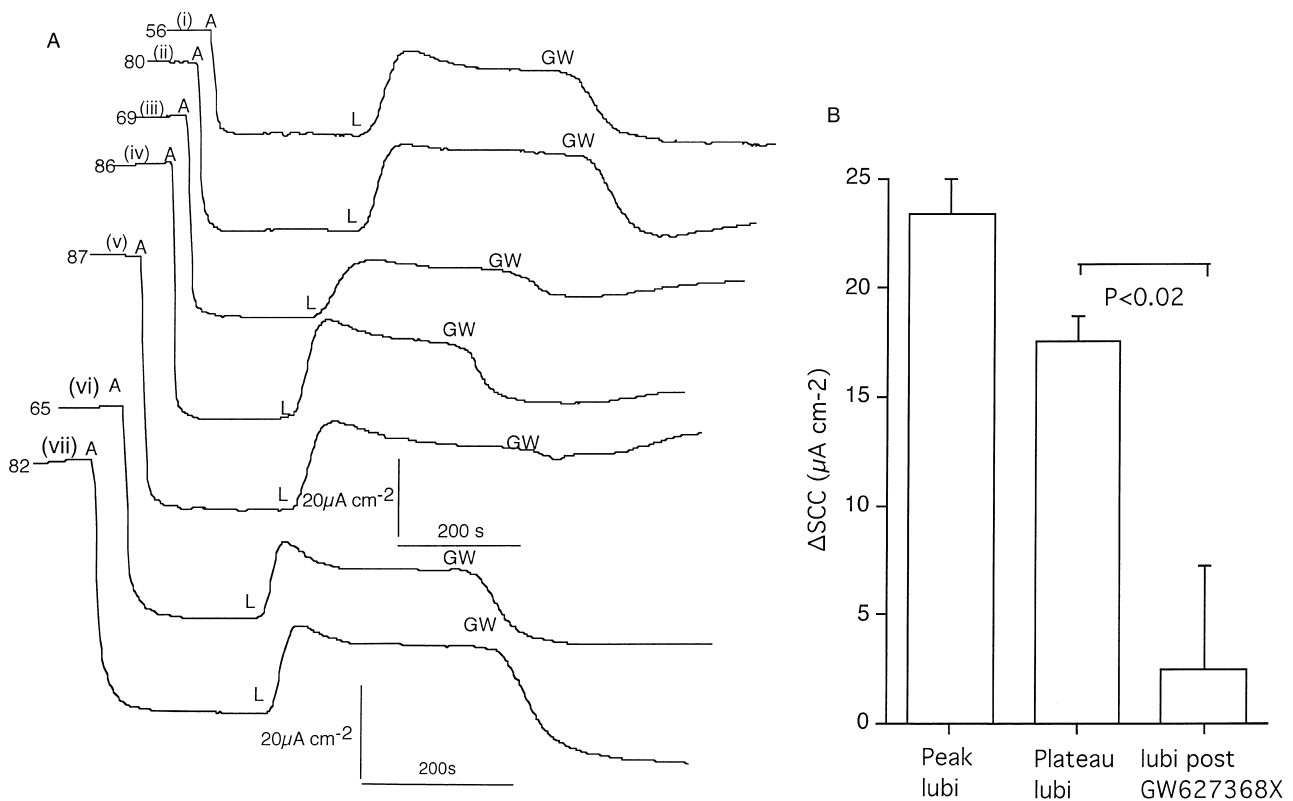 A
56 (i) A
80 (ii) A
GW
69 (iii) A
L
86 (iv) A
GW
L
87 (v) A
GW
L
GW
65 (vi) A
L
82 (vii) A
GW
L
20µA cm-2
200 s
GW
L
GW
L
20µA cm-2
200s
B
ΔSCC (µA cm-2)
25
20
15
10
5
0
P<0.02
Peak
lubi
Plateau
lubi
lubi post
GW627368X